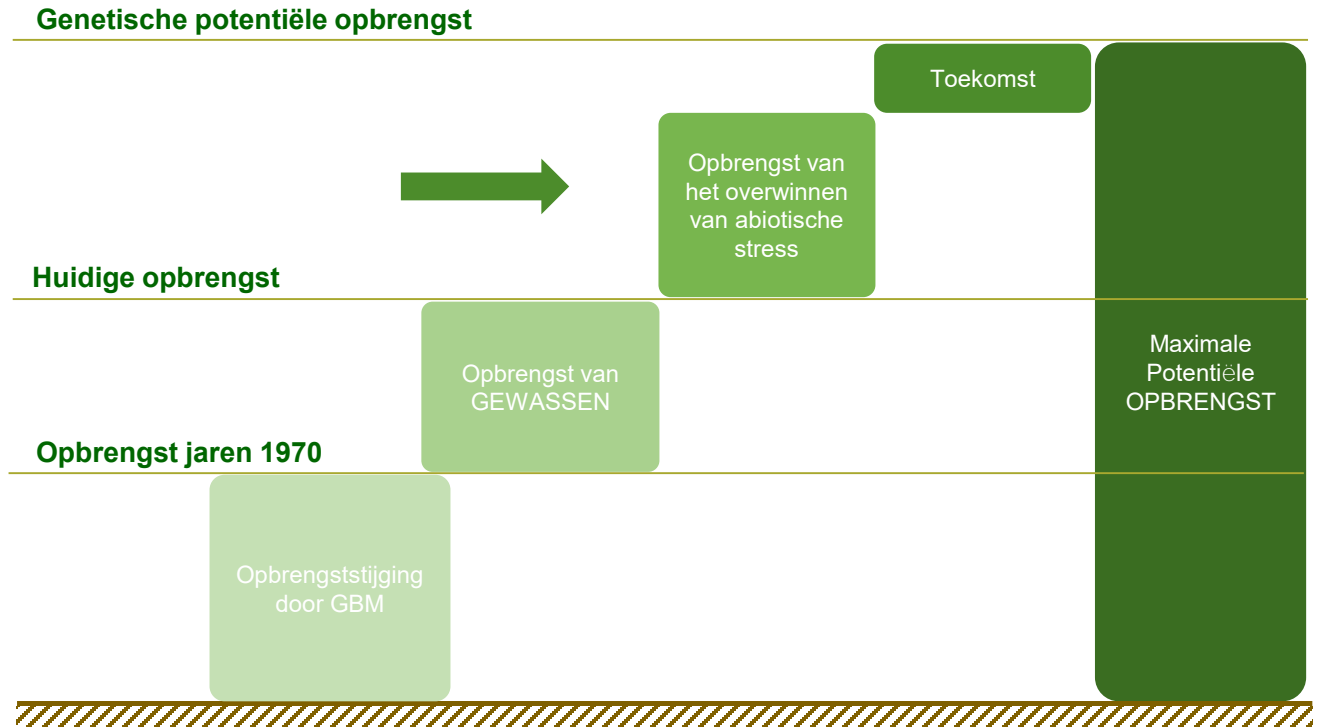 Genetische potentiële opbrengst
Toekomst
Opbrengst van
het overwinnen
van abiotische
stress
Huidige opbrengst
Opbrengst van
GEWASSEN
Maximale
Potentiële
OPBRENGST
Opbrengst jaren 1970
Opbrengststijging
door GBM